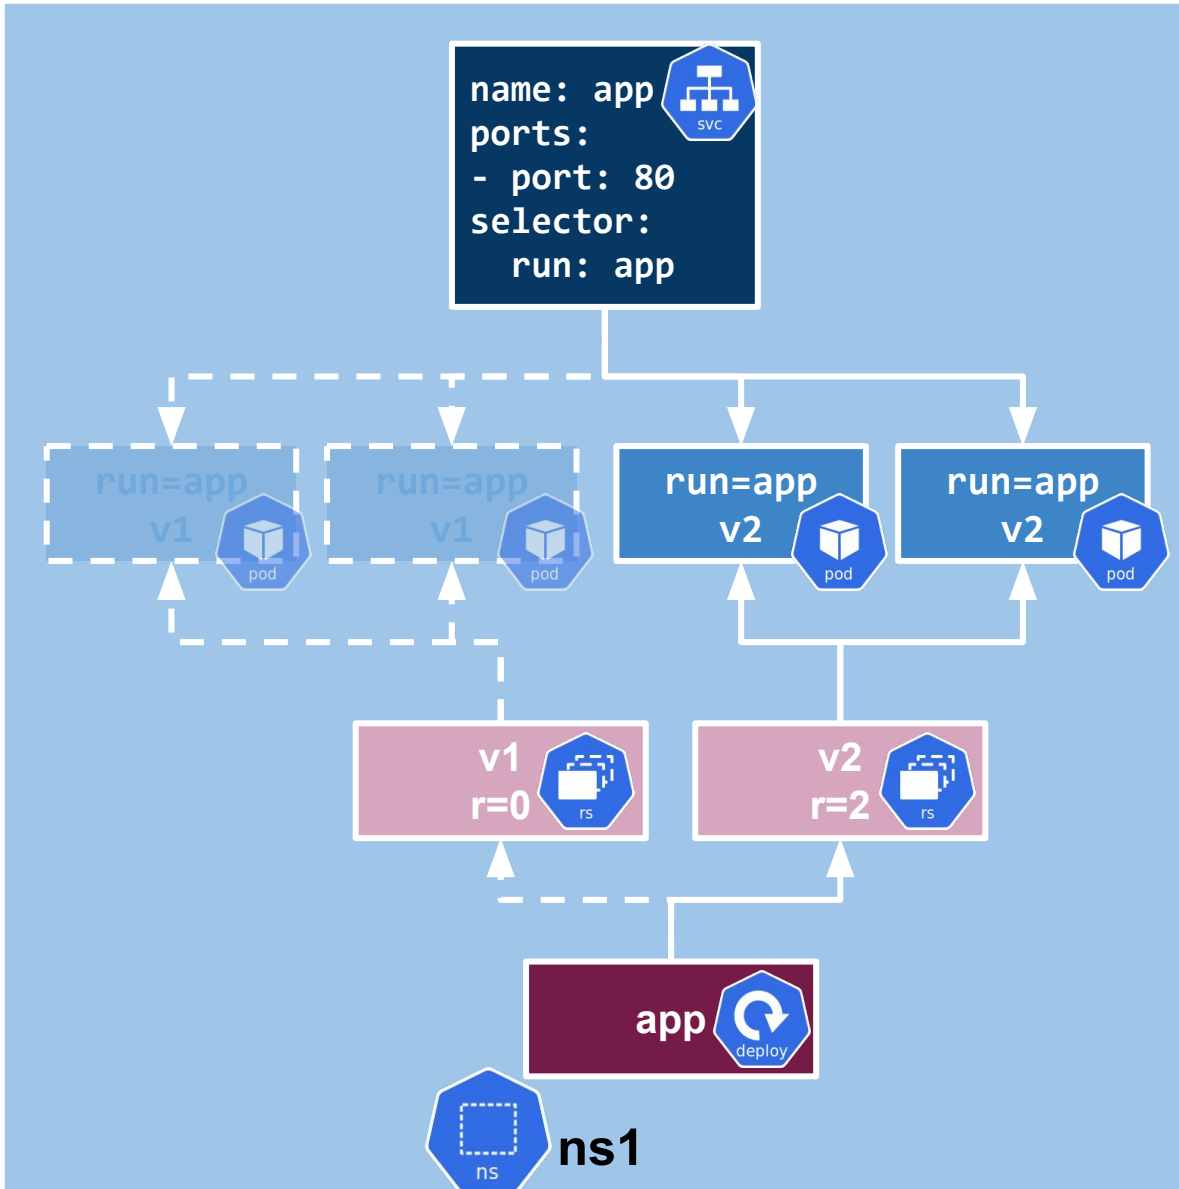 name: app
ports:
- port: 80
selector:
  run: app
svc
run=app
v1
pod
run=app
v1
pod
run=app
v2
pod
run=app
v2
pod
v1
r=0
rs
v2
r=2
rs
app
deploy
ns
ns1